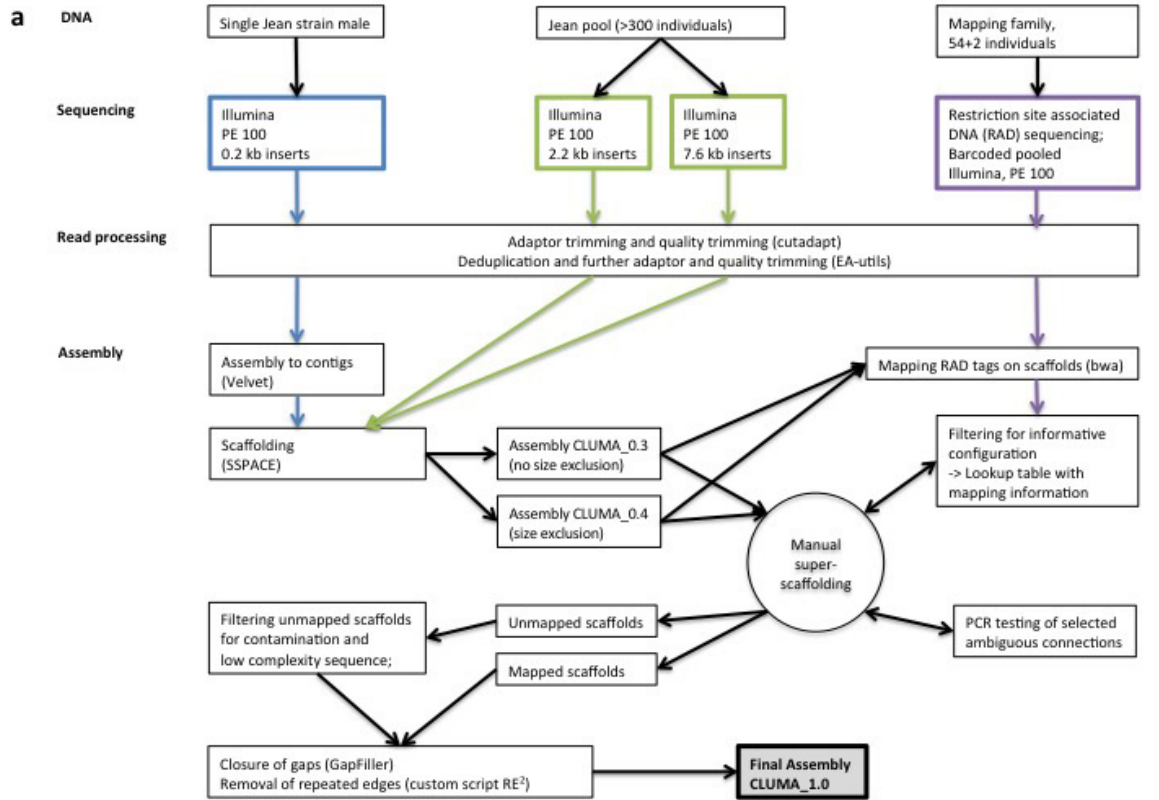 a
DNA
Single Jean strain male
Jean pool (>300 individuals)
Mapping family,
54+2 individuals
Sequencing
Illumina
PE 100
0.2 kb inserts
Illumina
PE 100
2.2 kb inserts
Illumina
PE 100
7.6 kb inserts
Restriction site associated
DNA (RAD) sequencing;
Barcoded pooled
Illumina, PE 100
Read processing
Adaptor trimming and quality trimming (cutadapt)
Deduplication and further adaptor and quality trimming (EA-utils)
Assembly
Assembly to contigs
(Velvet)
Mapping RAD tags on scaffolds (bwa)
Scaffolding
(SSPACE)
Assembly CLUMA_0.3
(no size exclusion)
Filtering for informative
configuration
-> Lookup table with
mapping information
Assembly CLUMA_0.4
(size exclusion)
Manual
super-
scaffolding
Filtering unmapped scaffolds
for contamination and
low complexity sequence;
Unmapped scaffolds
PCR testing of selected
ambiguous connections
Mapped scaffolds
Closure of gaps (GapFiller)
Removal of repeated edges (custom script RE²)
Final Assembly
CLUMA_1.0